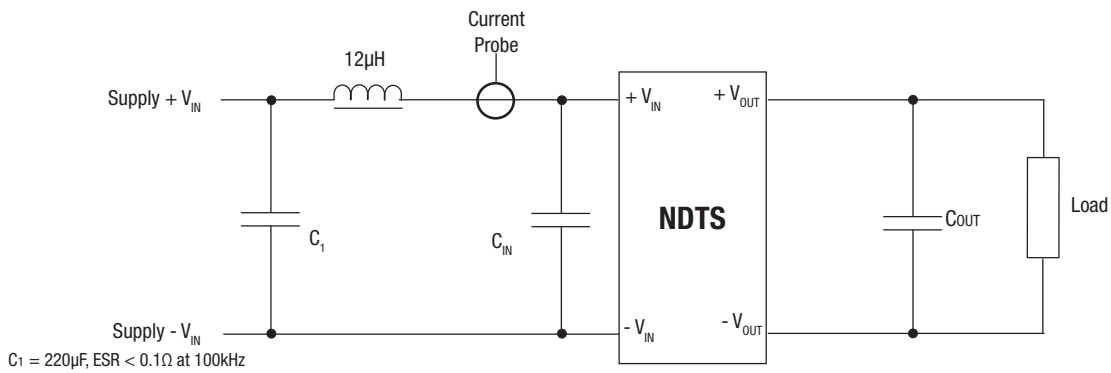 Current
Probe
12µH
Supply + V_IN
+ V_IN
+ V_OUT
NDTS
C_1
C_IN
COUT
Load
Supply - V_IN
- V_IN
- V_OUT
C1 = 220µF, ESR < 0.1Ω at 100kHz